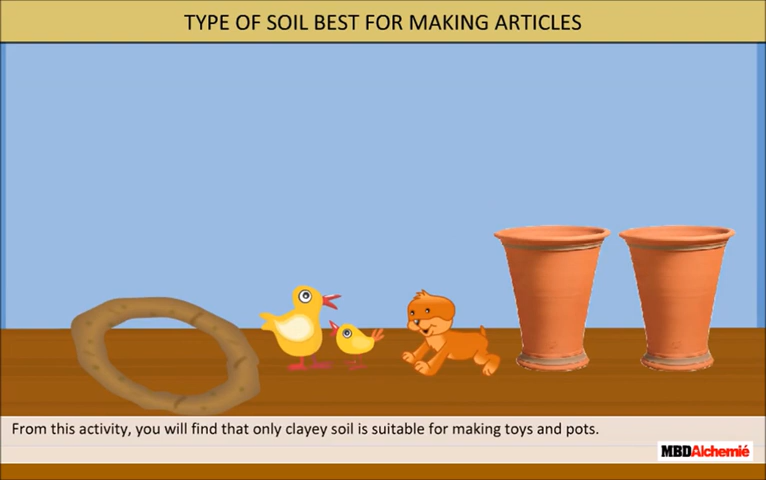 TYPE OF SOIL BEST FOR MAKING ARTICLES
From this activity, you will find that only clayey soil is suitable for making toys and pots.
MBDAlchemié